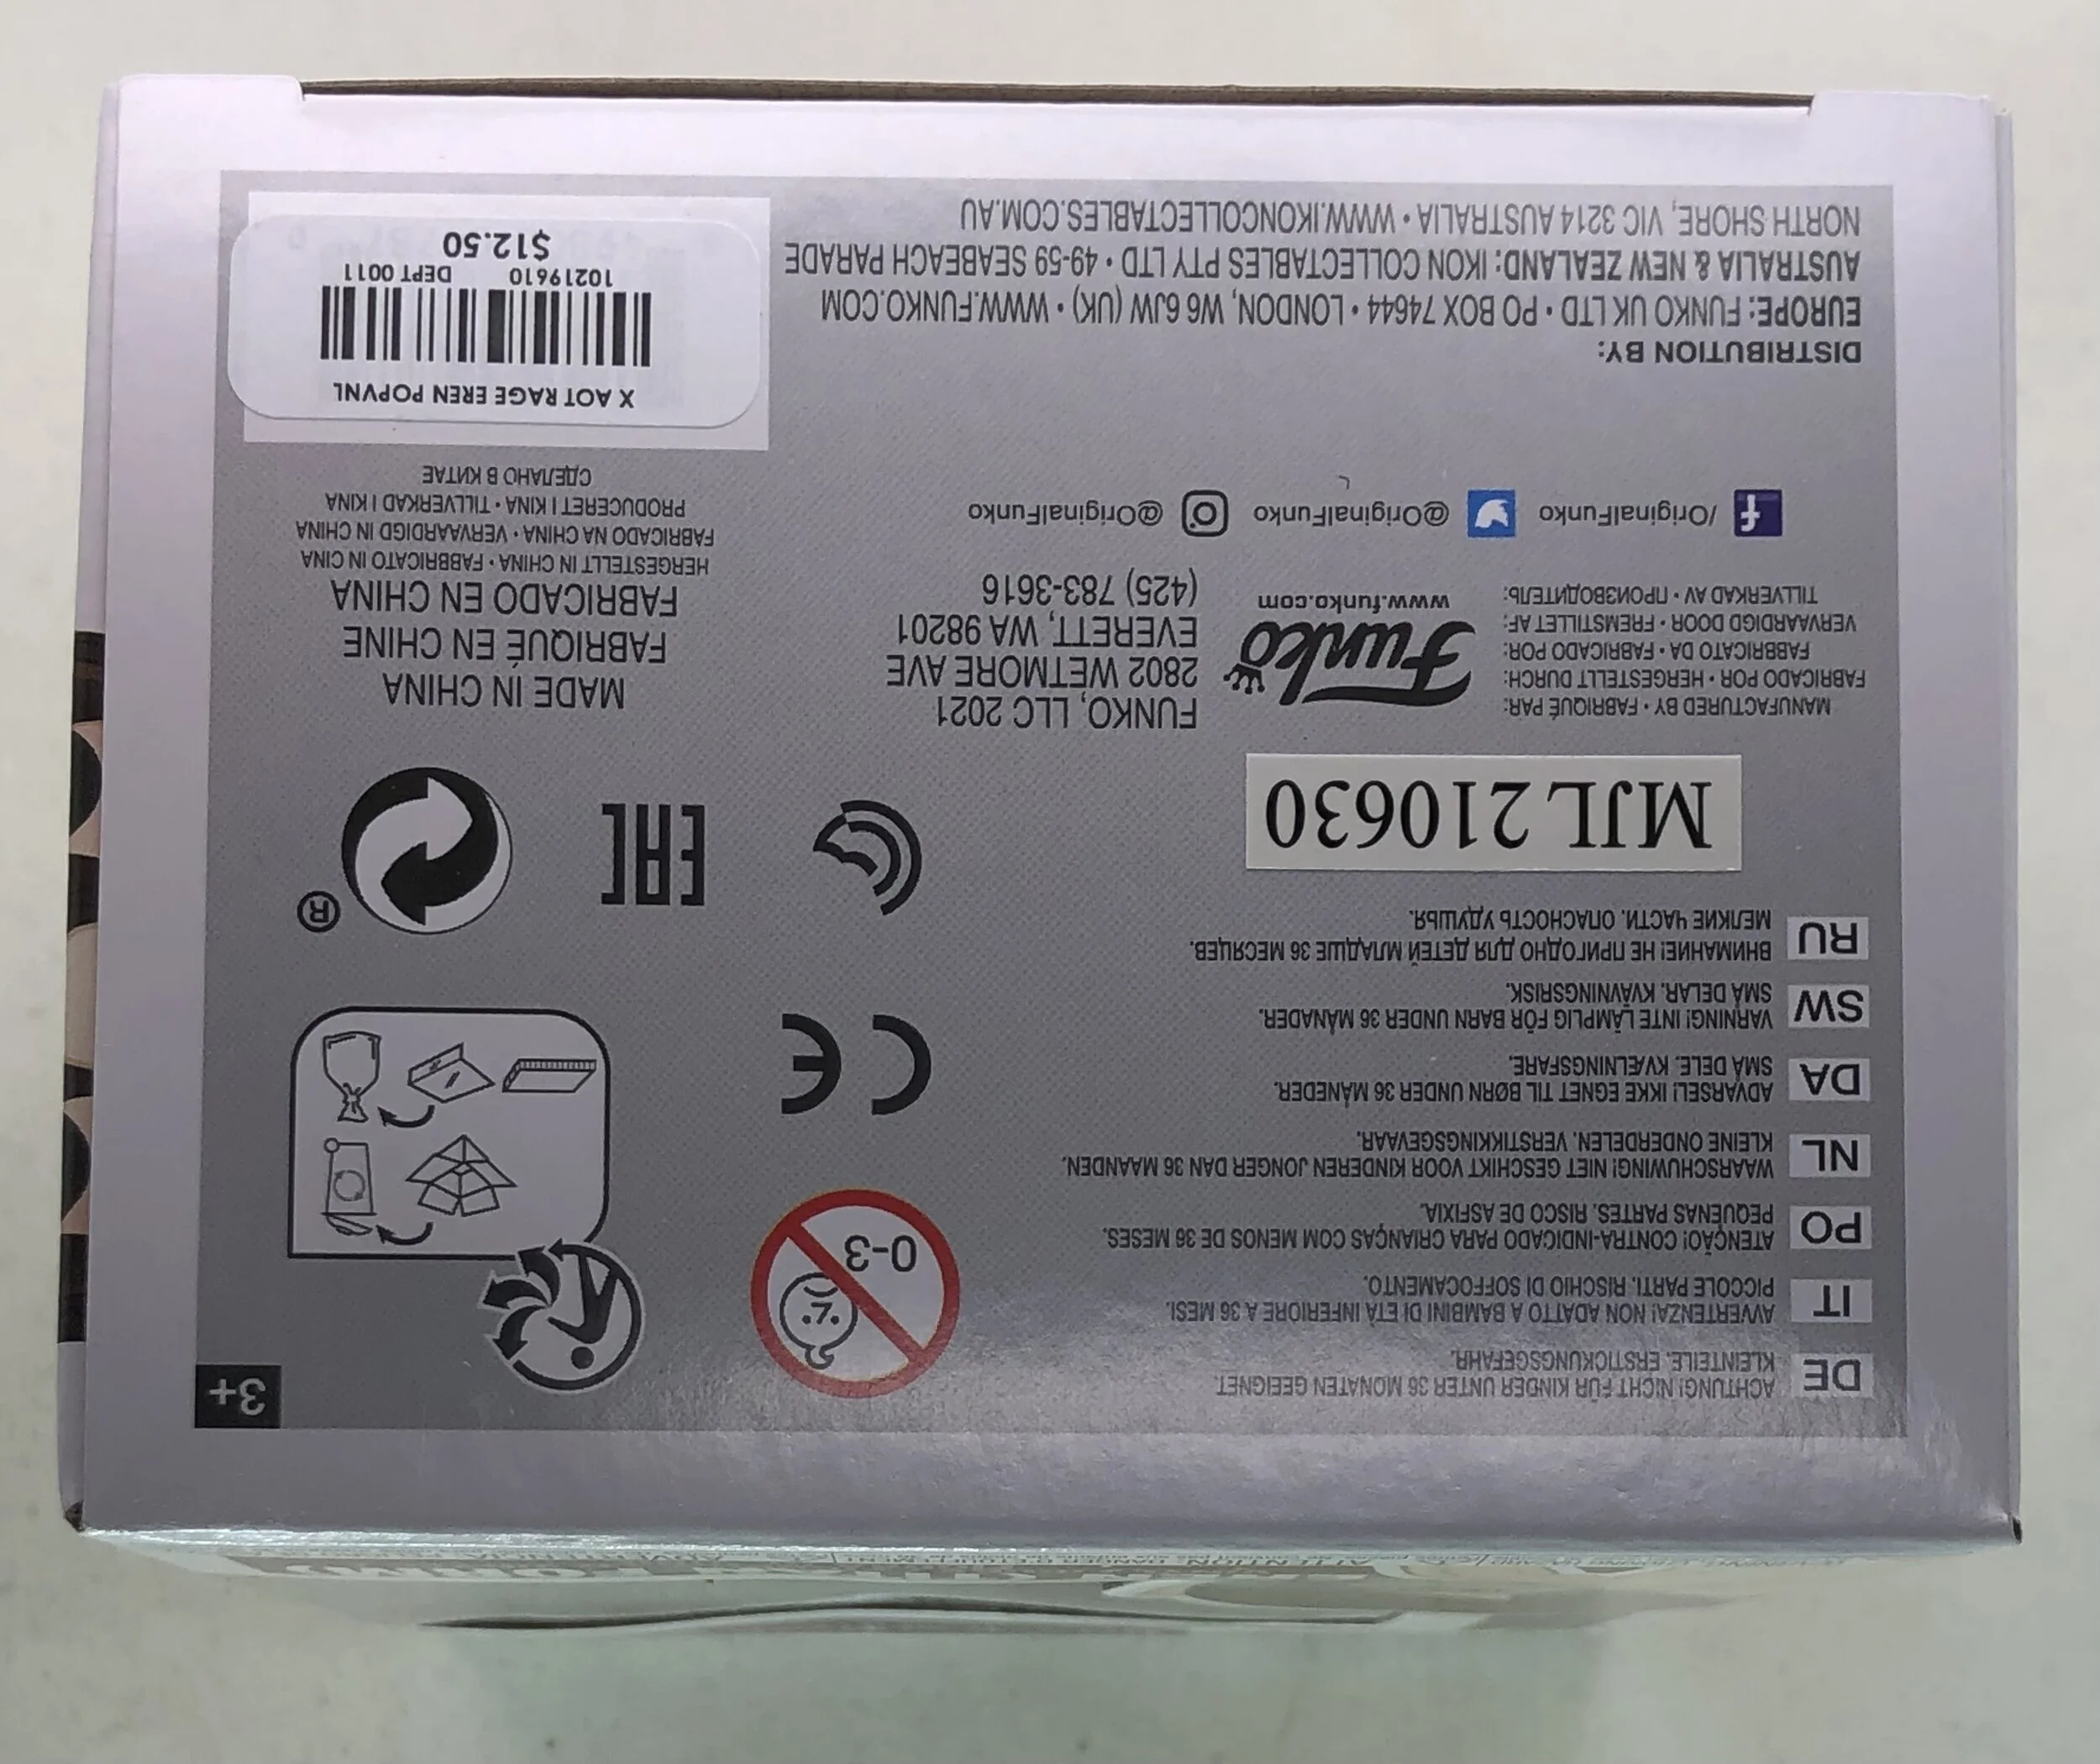 3+
DE
ACHTUNG! NICHT FÜR KINDER UNTER 36 MONATEN GEEIGNET.
KLEINTEILE. ERSTICKUNGSGEFAHR.
IT
AVVERTENZA! NON ADATTO A BAMBINI DI ETÀ INFERIORE A 36 MESI.
PICCOLE PARTI. RISCHIO DI SOFFOCAMENTO.
PO
ATENÇÃO! CONTRA-INDICADO PARA CRIANÇAS COM MENOS DE 36 MESES.
PEQUENAS PARTES. RISCO DE ASFIXIA.
NL
WAARSCHUWING! NIET GESCHIKT VOOR KINDEREN JONGER DAN 36 MAANDEN.
KLEINE ONDERDELEN. VERSTIKKINGSGEVAAR.
DA
ADVARSEL! IKKE EGNET TIL BØRN UNDER 36 MÅNEDER.
SMÅ DELE. KVÆLNINGSFARE.
SW
VARNING! INTE LÄMPLIG FÖR BARN UNDER 36 MÅNADER.
SMÅ DELAR. KVÄVNINGSRISK.
RU
ВНИМАНИЕ! НЕ ПРИГОДНО ДЛЯ ДЕТЕЙ МЛАДШЕ 36 МЕСЯЦЕВ.
МЕЛКИЕ ЧАСТИ. ОПАСНОСТЬ УДУШЬЯ.
0-3
CE
EAC
®
MJL 210630
MANUFACTURED BY • FABRIQUÉ PAR:
FABRICADO POR • HERGESTELLT DURCH:
FABBRICATO DA • FABRICADO POR:
VERVAARDIGD DOOR • FREMSTILLET AF:
TILLVERKAD AV • ПРОИЗВОДИТЕЛЬ:
Funko
www.funko.com
FUNKO, LLC 2021
2802 WETMORE AVE
EVERETT, WA 98201
(425) 783-3616
MADE IN CHINA
FABRIQUÉ EN CHINE
FABRICADO EN CHINA
HERGESTELLT IN CHINA • FABBRICATO IN CINA
FABRICADO NA CHINA • VERVAARDIGD IN CHINA
PRODUCERET I KINA • TILLVERKAD I KINA
СДЕЛАНО В КИТАЕ
/OriginalFunko
@OriginalFunko
@OriginalFunko
DISTRIBUTION BY:
EUROPE: FUNKO UK LTD • PO BOX 74644 • LONDON, W6 6JW (UK) • WWW.FUNKO.COM
AUSTRALIA & NEW ZEALAND: IKON COLLECTABLES PTY LTD • 49-59 SEABEACH PARADE
NORTH SHORE, VIC 3214 AUSTRALIA • WWW.IKONCOLLECTABLES.COM.AU
X AOT RAGE EREN POPVNL
10219610 DEPT 0011
$12.50